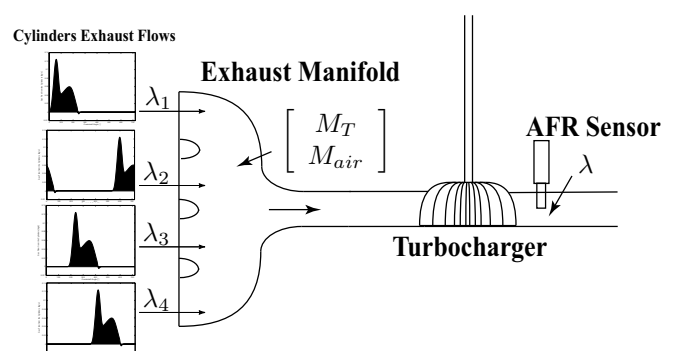 Cylinders Exhaust Flows
Exhaust Manifold
λ1
M_T
M_air
AFR Sensor
λ2
λ
λ3
Turbocharger
λ4